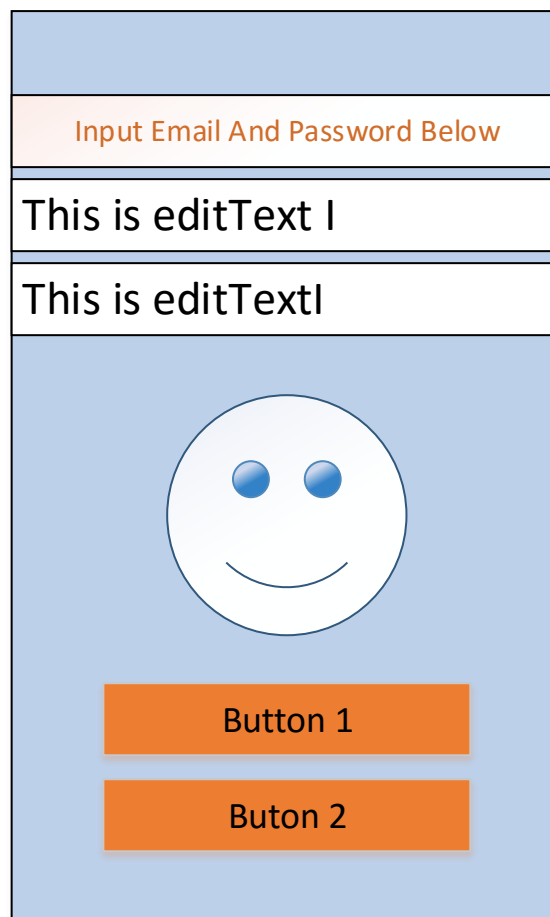 Input Email And Password Below
This is editText I
This is editTextI
Button 1
Buton 2